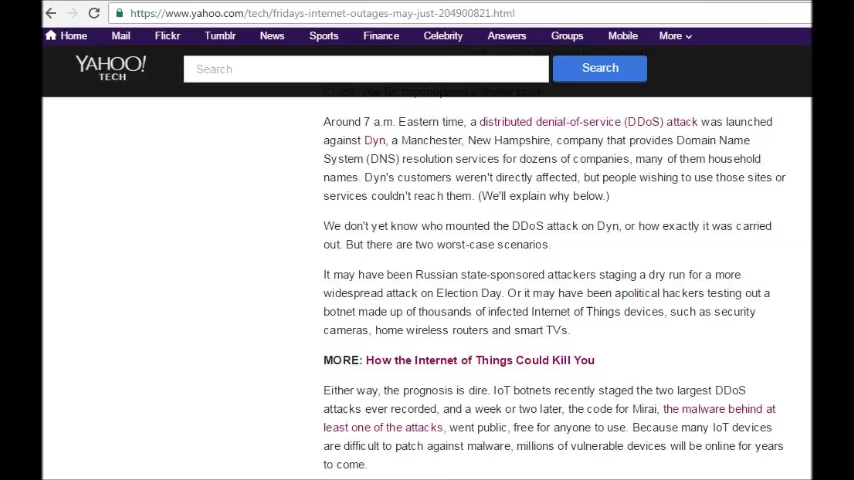 https://www.yahoo.com/tech/fridays-internet-outages-may-just-204900821.html
Home Mail Flickr Tumblr News Sports Finance Celebrity Answers Groups Mobile More
YAHOO!
TECH
Search
Search
Around 7 a.m. Eastern time, a distributed denial-of-service (DDoS) attack was launched
against Dyn, a Manchester, New Hampshire, company that provides Domain Name
System (DNS) resolution services for dozens of companies, many of them household
names. Dyn's customers weren't directly affected, but people wishing to use those sites or
services couldn't reach them. (We'll explain why below.)
We don't yet know who mounted the DDoS attack on Dyn, or how exactly it was carried
out. But there are two worst-case scenarios.
It may have been Russian state-sponsored attackers staging a dry run for a more
widespread attack on Election Day. Or it may have been apolitical hackers testing out a
botnet made up of thousands of infected Internet of Things devices, such as security
cameras, home wireless routers and smart TVs.
MORE: How the Internet of Things Could Kill You
Either way, the prognosis is dire. IoT botnets recently staged the two largest DDoS
attacks ever recorded, and a week or two later, the code for Mirai, the malware behind at
least one of the attacks, went public, free for anyone to use. Because many IoT devices
are difficult to patch against malware, millions of vulnerable devices will be online for years
to come.